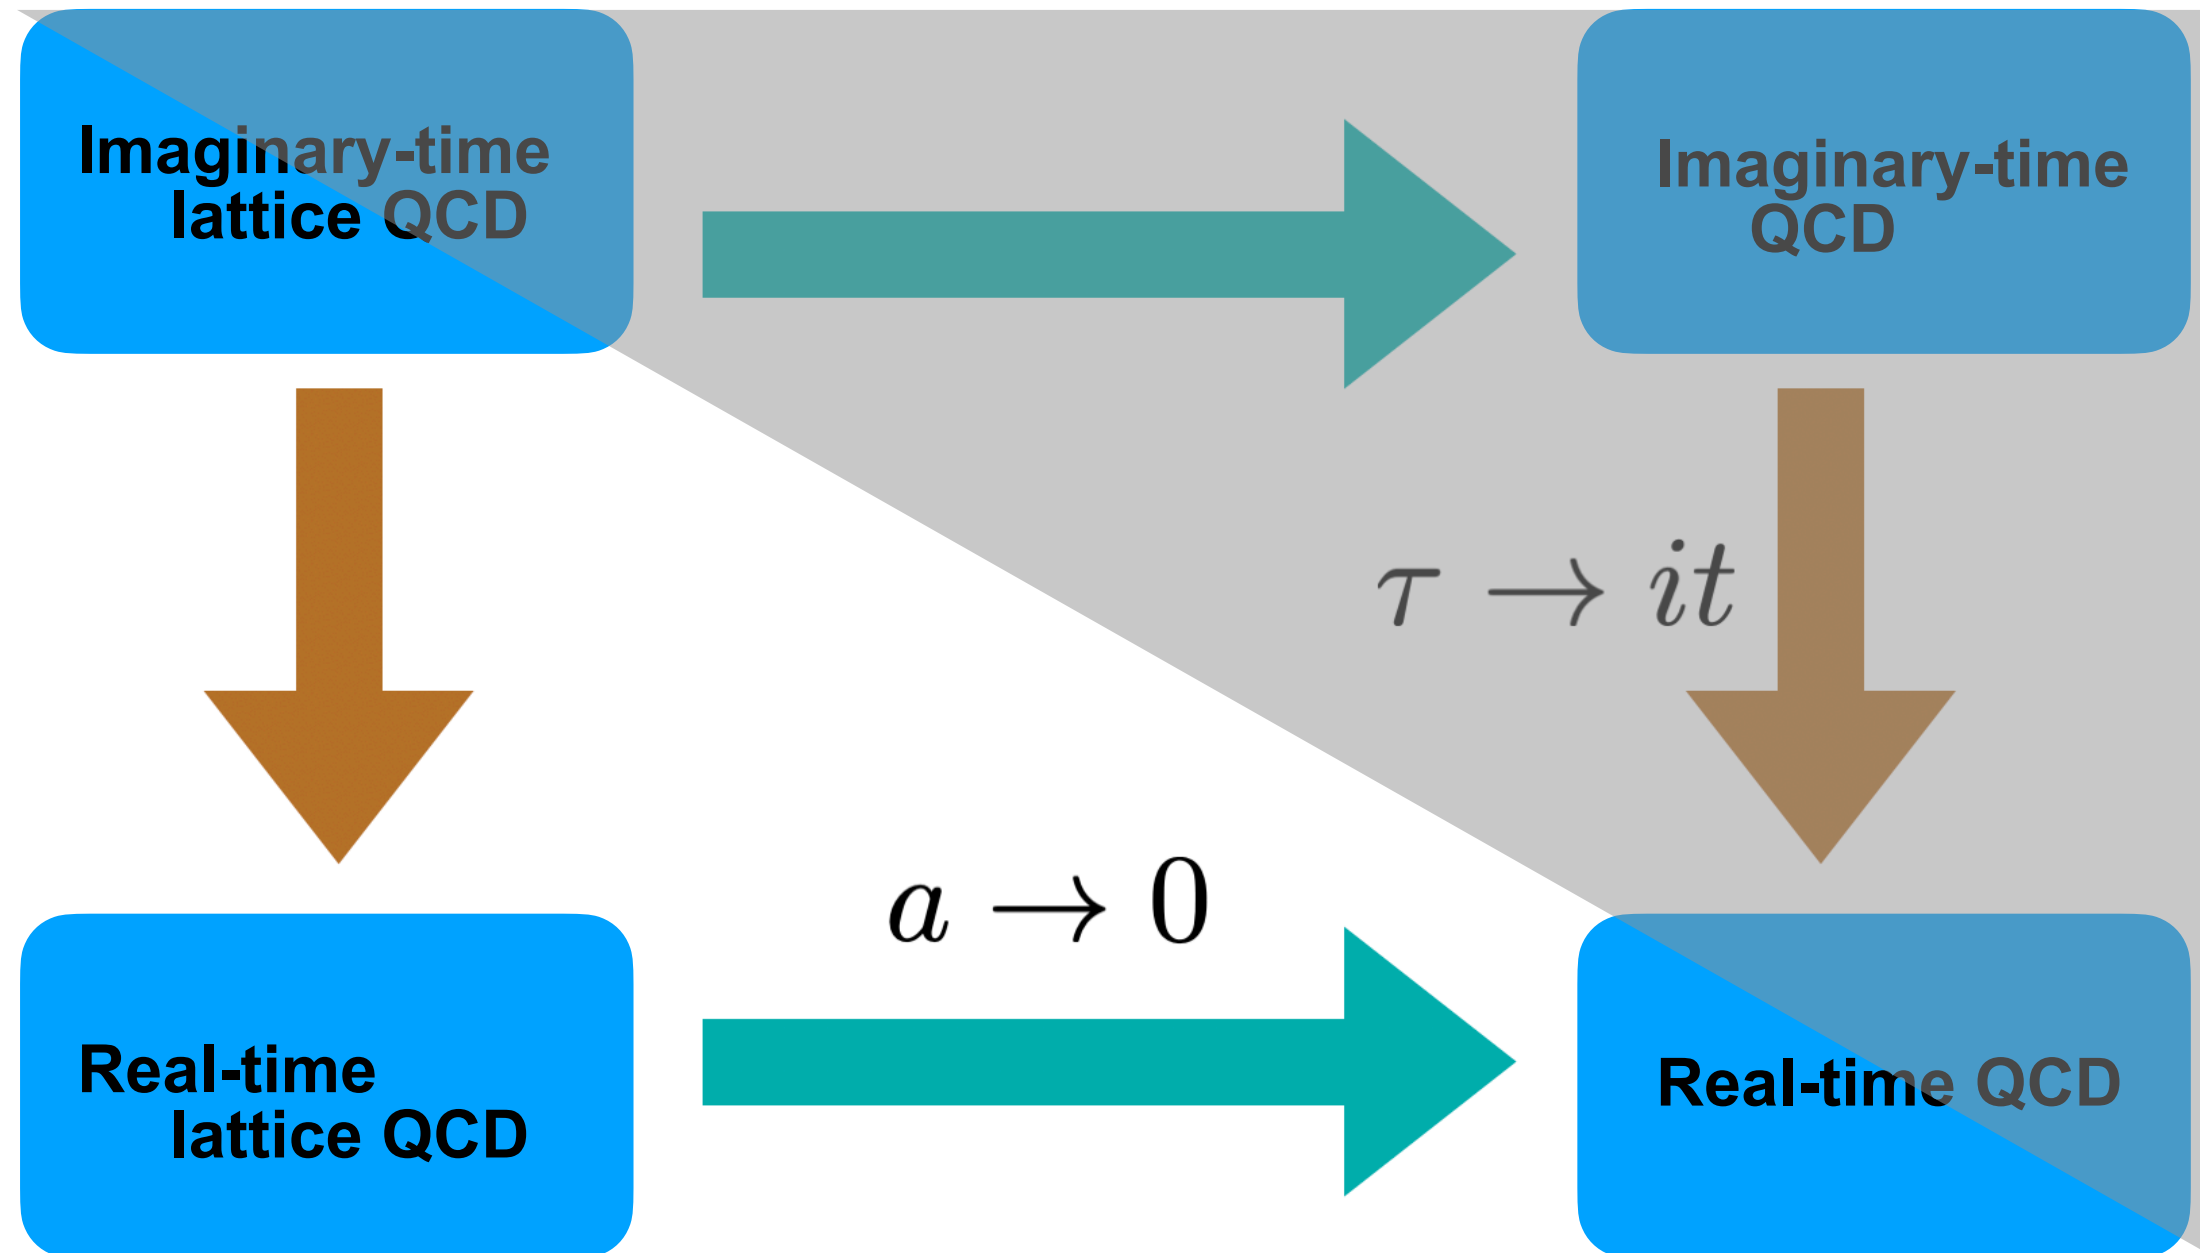 Imaginary-time
lattice QCD
Imaginary-time
QCD
τ → it
a → 0
Real-time
lattice QCD
Real-time QCD